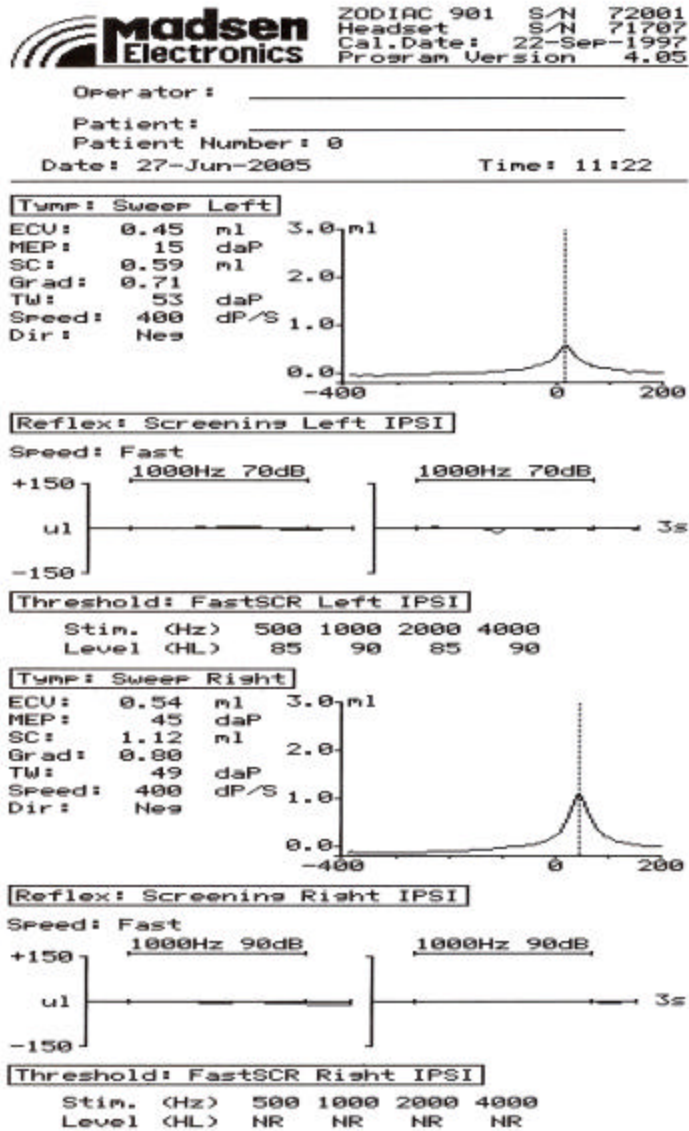 Madsen
Electronics
ZODIAC 901 S/N 72001
Headset S/N 71707
Cal.Date: 22-Sep-1997
Program Version 4.05
Operator:
Patient:
Patient Number: 0
Date: 27-Jun-2005 Time: 11:22
Tymp: Sweep Left
ECV: 0.45 ml
MEP: 15 daP
SC: 0.59 ml
Grad: 0.71
TW: 53 daP
Speed: 400 dP/S
Dir: Neg
3.0 ml
2.0
1.0
0.0
-400 0 200
Reflex: Screening Left IPSI
Speed: Fast
1000Hz 70dB 1000Hz 70dB
+150
ul 3s
-150
Threshold: FastSCR Left IPSI
Stim. (Hz) 500 1000 2000 4000
Level (HL) 85 90 85 90
Tymp: Sweep Right
ECV: 0.54 ml
MEP: 45 daP
SC: 1.12 ml
Grad: 0.80
TW: 49 daP
Speed: 400 dP/S
Dir: Neg
3.0 ml
2.0
1.0
0.0
-400 0 200
Reflex: Screening Right IPSI
Speed: Fast
1000Hz 90dB 1000Hz 90dB
+150
ul 3s
-150
Threshold: FastSCR Right IPSI
Stim. (Hz) 500 1000 2000 4000
Level (HL) NR NR NR NR